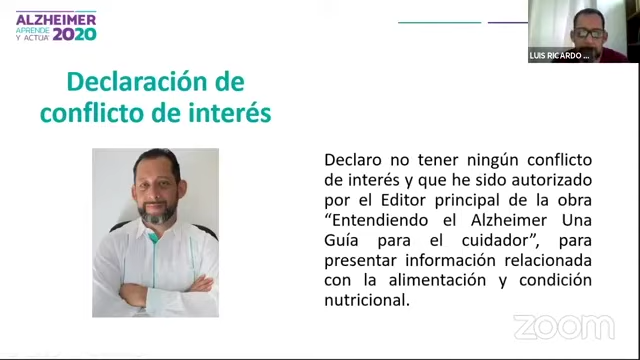 ALZHEIMER
APRENDE
Y ACTÚA
2020
LUIS RICARDO ...
Declaración de
conflicto de interés
Declaro no tener ningún conflicto
de interés y que he sido autorizado
por el Editor principal de la obra
“Entendiendo el Alzheimer Una
Guía para el cuidador”, para
presentar información relacionada
con la alimentación y condición
nutricional.
zoom